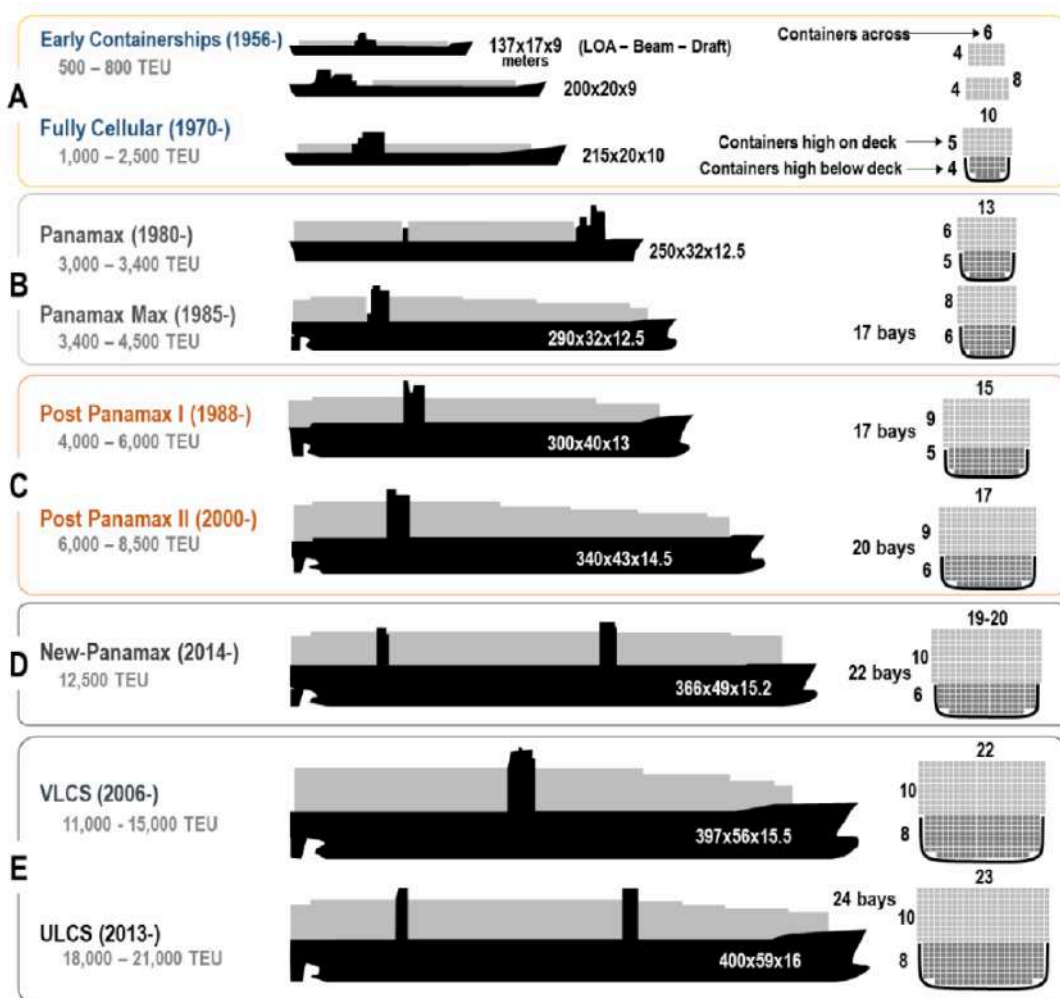 A
Early Containerships (1956-)
500 – 800 TEU
137x17x9 (LOA – Beam – Draft)
meters
200x20x9
Containers across
6
4
4
8
Fully Cellular (1970-)
1,000 – 2,500 TEU
215x20x10
10
Containers high on deck
5
Containers high below deck
4
B
Panamax (1980-)
3,000 – 3,400 TEU
250x32x12.5
13
6
5
Panamax Max (1985-)
3,400 – 4,500 TEU
290x32x12.5
17 bays
8
6
C
Post Panamax I (1988-)
4,000 – 6,000 TEU
300x40x13
17 bays
15
9
5
Post Panamax II (2000-)
6,000 – 8,500 TEU
340x43x14.5
20 bays
17
9
6
D
New-Panamax (2014-)
12,500 TEU
366x49x15.2
22 bays
19-20
10
6
E
VLCS (2006-)
11,000 - 15,000 TEU
397x56x15.5
22
10
8
ULCS (2013-)
18,000 – 21,000 TEU
400x59x16
24 bays
23
10
8